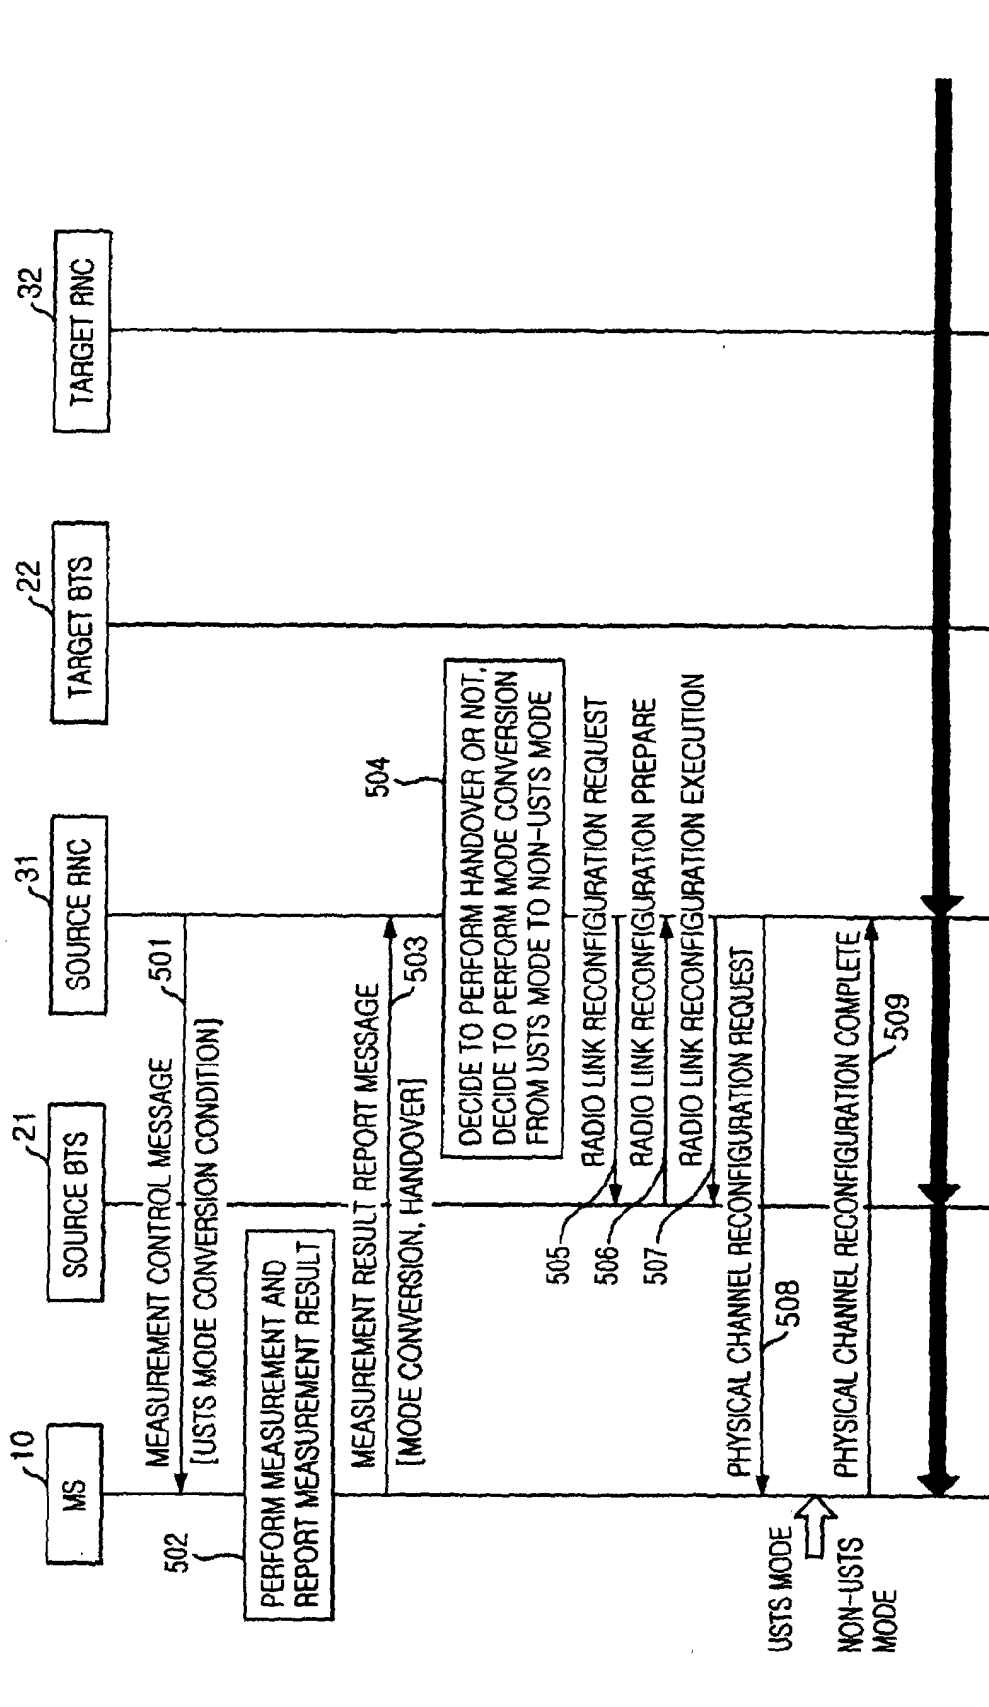 10
MS
21
SOURCE BTS
31
SOURCE RNC
22
TARGET BTS
32
TARGET RNC
MEASUREMENT CONTROL MESSAGE
501
[USTS MODE CONVERSION CONDITION]
502
PERFORM MEASUREMENT AND
REPORT MEASUREMENT RESULT
MEASUREMENT RESULT REPORT MESSAGE
503
[MODE CONVERSION, HANDOVER]
504
DECIDE TO PERFORM HANDOVER OR NOT,
DECIDE TO PERFORM MODE CONVERSION
FROM USTS MODE TO NON-USTS MODE
505
RADIO LINK RECONFIGURATION REQUEST
506
RADIO LINK RECONFIGURATION PREPARE
507
RADIO LINK RECONFIGURATION EXECUTION
PHYSICAL CHANNEL RECONFIGURATION REQUEST
508
USTS MODE
NON-USTS
MODE
PHYSICAL CHANNEL RECONFIGURATION COMPLETE
509